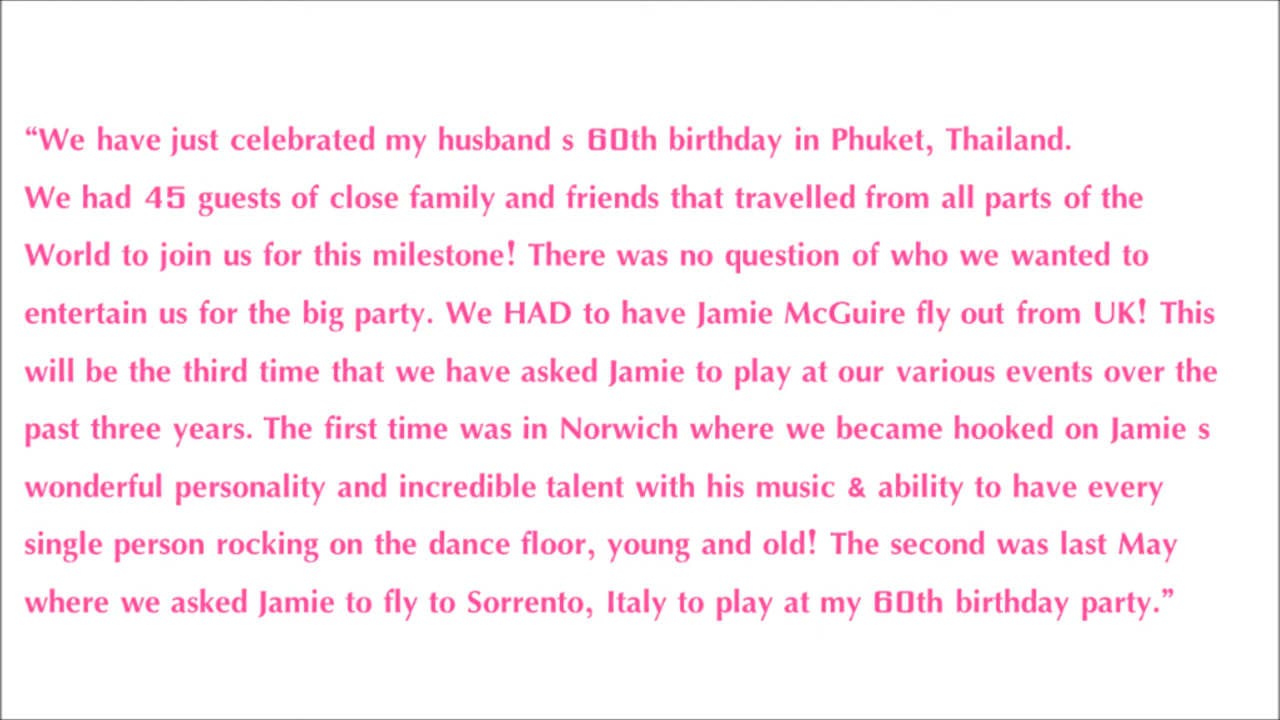 “We have just celebrated my husband s 60th birthday in Phuket, Thailand.
We had 45 guests of close family and friends that travelled from all parts of the
World to join us for this milestone! There was no question of who we wanted to
entertain us for the big party. We HAD to have Jamie McGuire fly out from UK! This
will be the third time that we have asked Jamie to play at our various events over the
past three years. The first time was in Norwich where we became hooked on Jamie s
wonderful personality and incredible talent with his music & ability to have every
single person rocking on the dance floor, young and old! The second was last May
where we asked Jamie to fly to Sorrento, Italy to play at my 60th birthday party.”